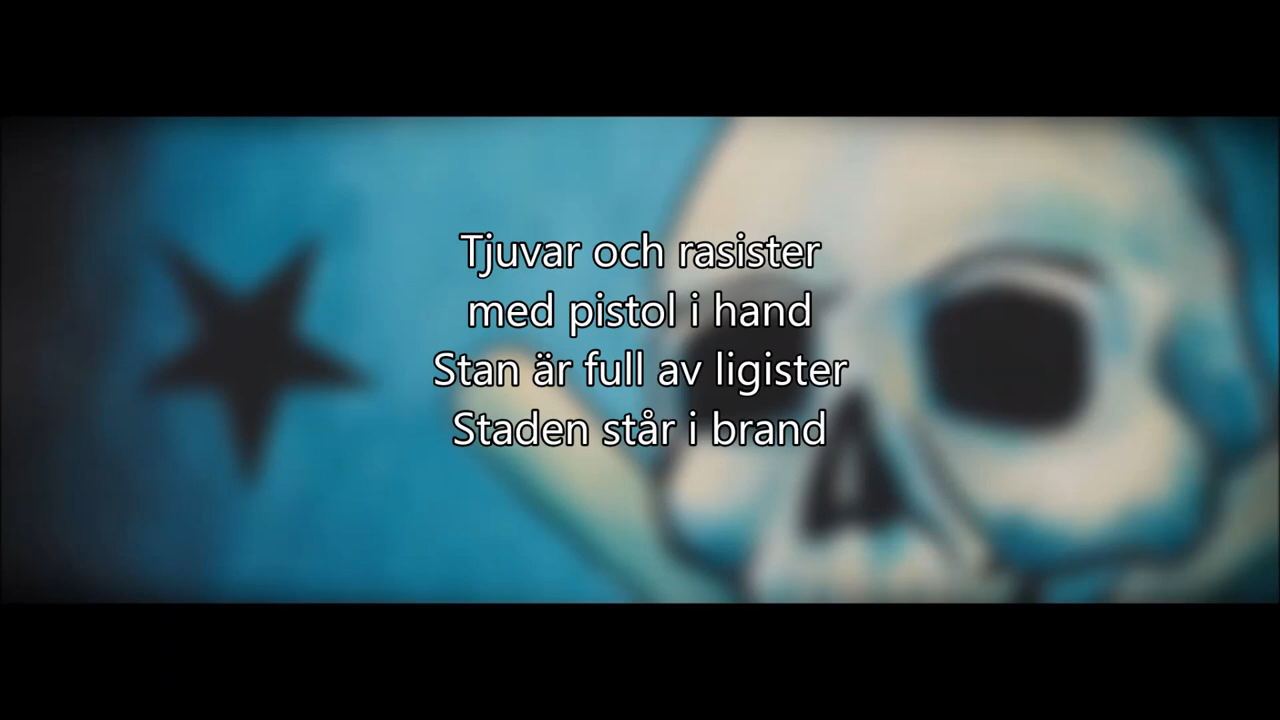 Tjuvar och rasister
med pistol i hand
Stan är full av ligister
Staden står i brand